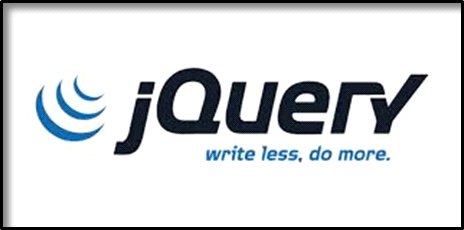 jQuery
write less, do more.